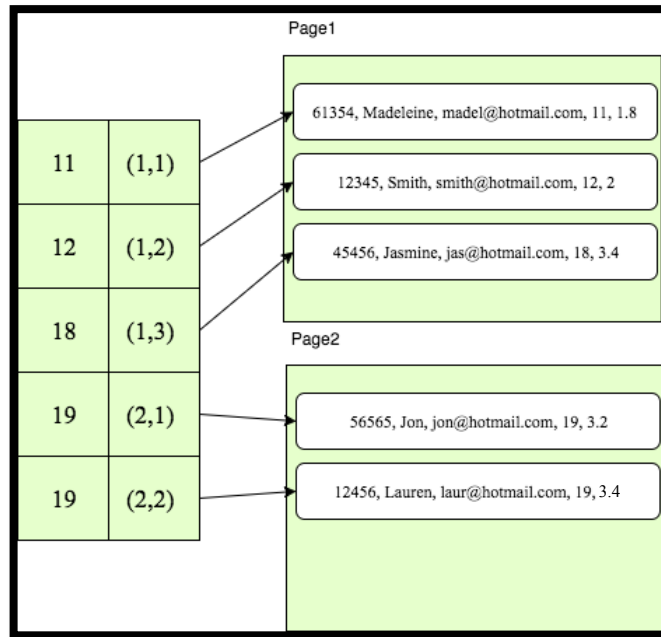 Page1
61354, Madeleine, madel@hotmail.com, 11, 1.8
11 (1,1)
12345, Smith, smith@hotmail.com, 12, 2
12 (1,2)
45456, Jasmine, jas@hotmail.com, 18, 3.4
18 (1,3)
Page2
19 (2,1)
56565, Jon, jon@hotmail.com, 19, 3.2
19 (2,2)
12456, Lauren, laur@hotmail.com, 19, 3.4